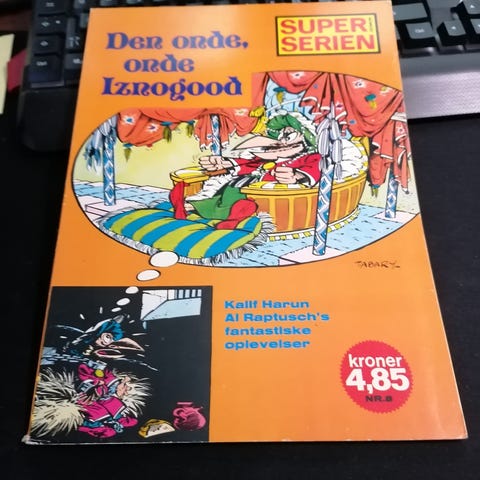 Den onde,
onde
Iznogood
SUPER
SERIEN
TABARY
Kalif Harun
Al Raptusch's
fantastiske
oplevelser
kroner
4,85
NR.8